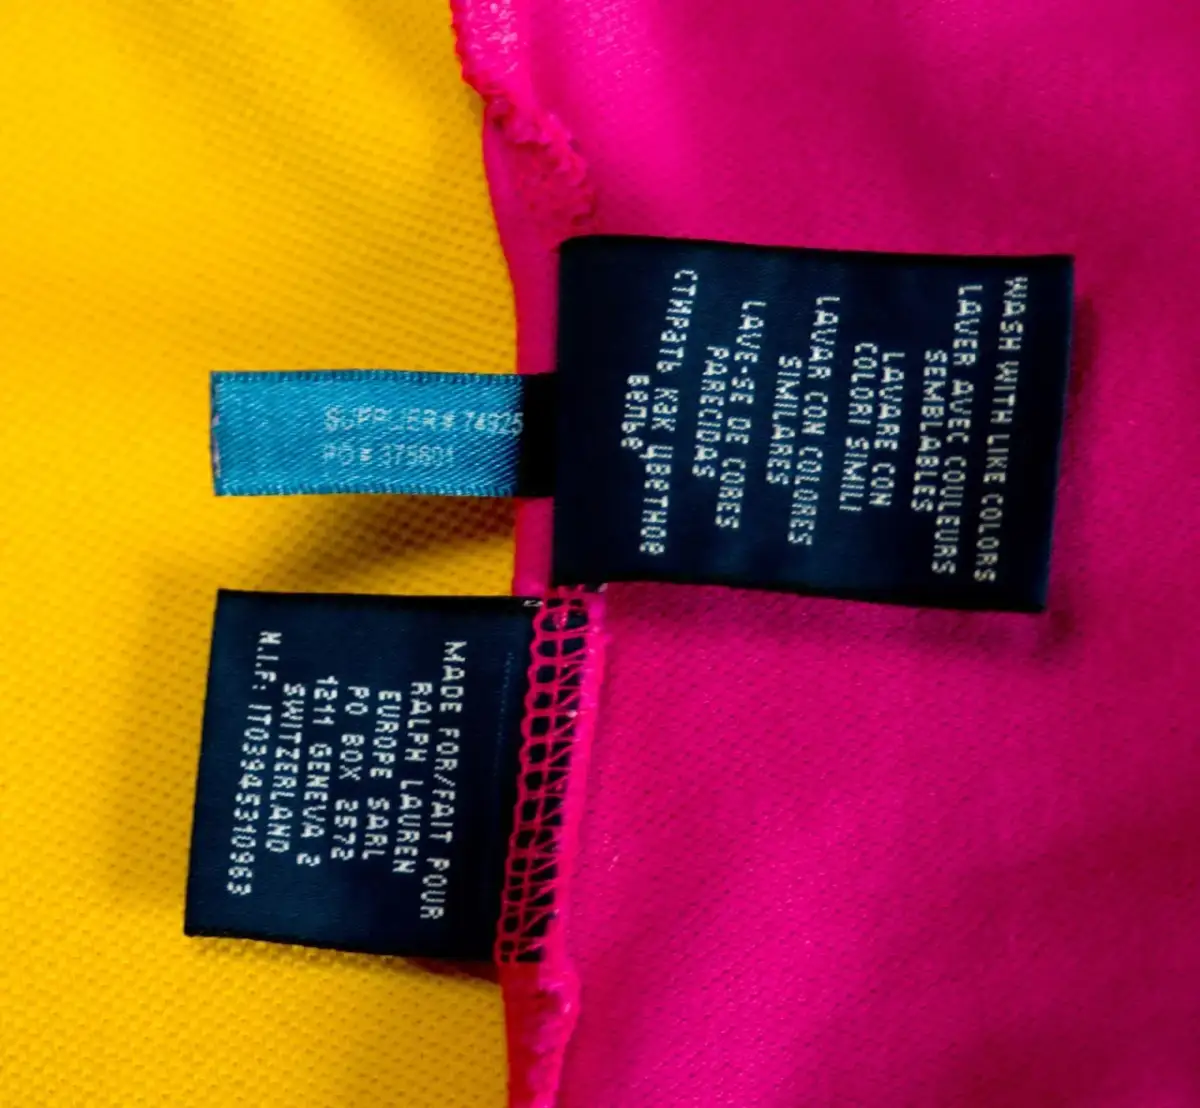 WASH WITH LIKE COLORS
LAVER AVEC COULEURS
SEMBLABLES
LAVARE CON
COLORI SIMILI
LAVAR CON COLORES
SIMILARES
LAVE-SE DE CORES
PARECIDAS
СТИРАТЬ КАК ЦВЕТНОЕ
БЕЛЬЕ
SUPPLIER# 74925
PO# 375601
MADE FOR/FAIT POUR
RALPH LAUREN
EUROPE SARL
PO BOX 2572
1211 GENEVA 2
SWITZERLAND
N.I.F: IT03945310963